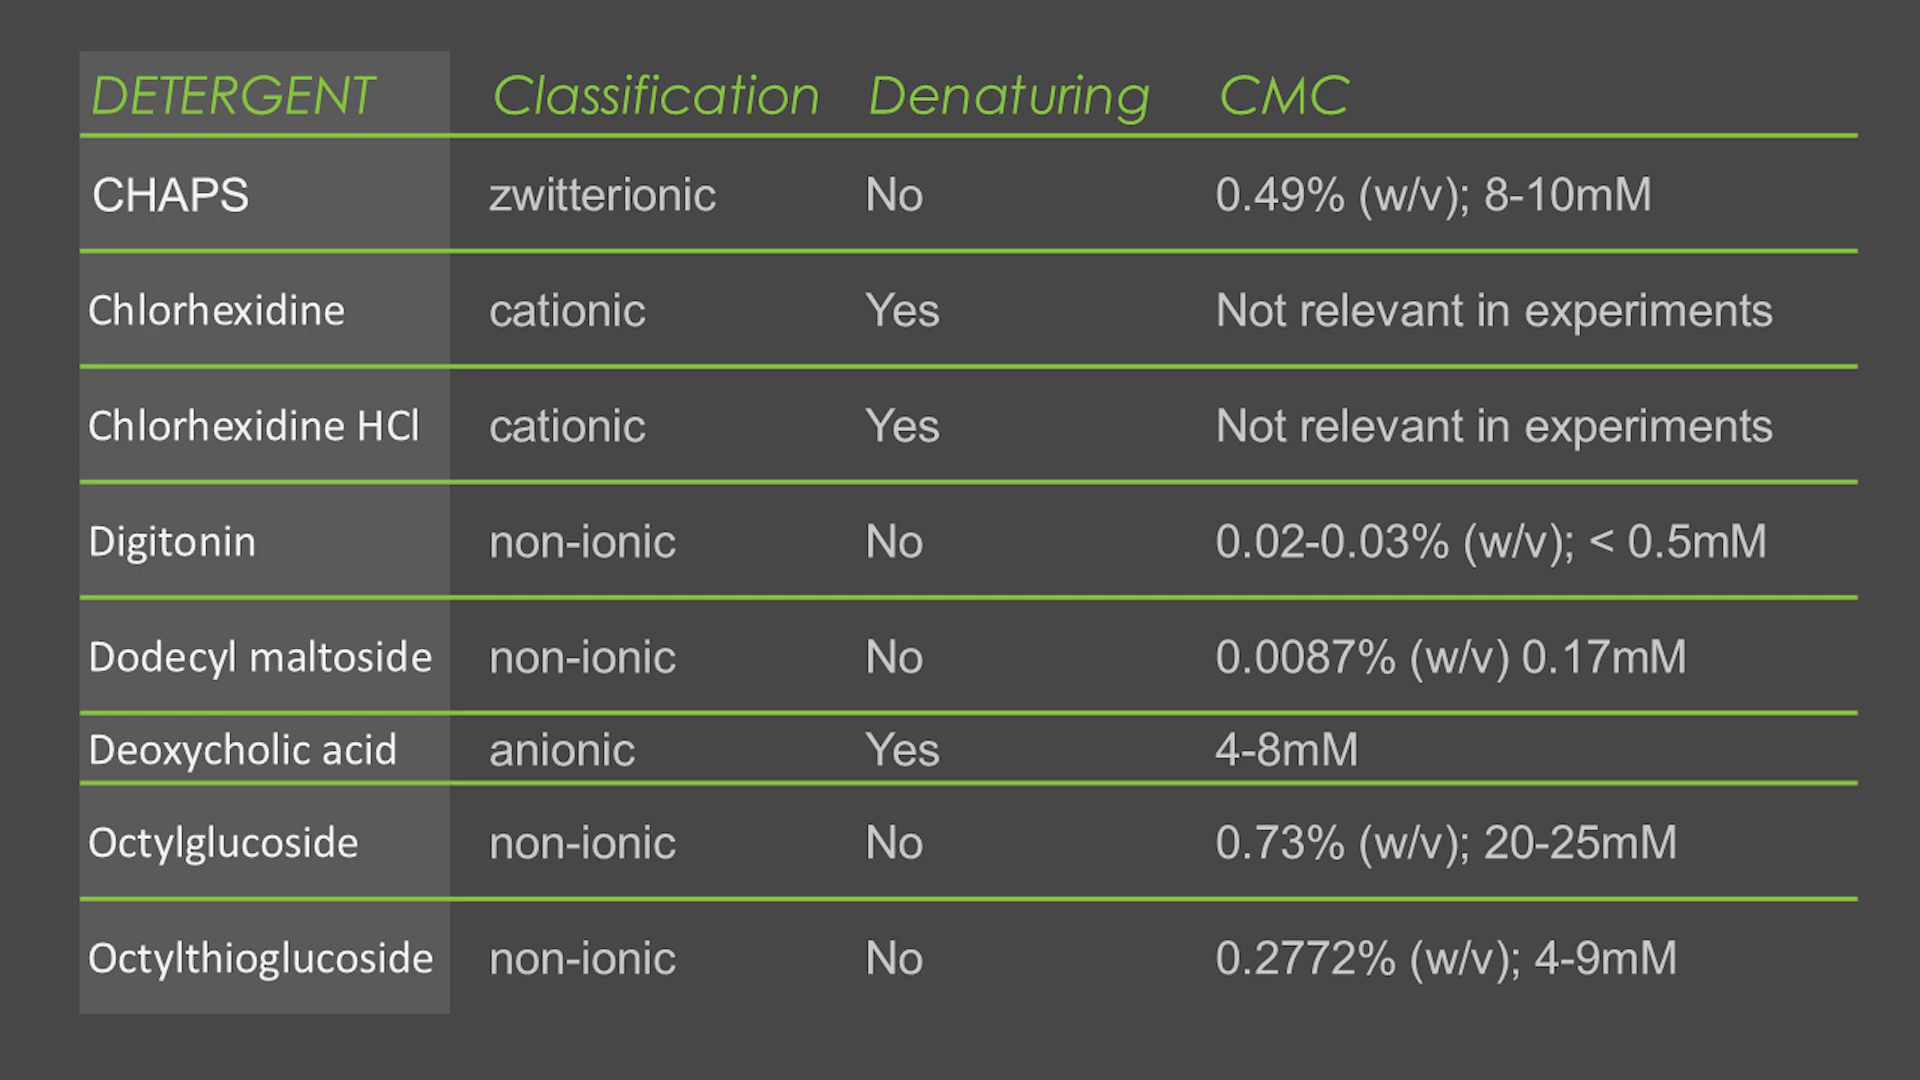 DETERGENT Classification Denaturing CMC
CHAPS zwitterionic No 0.49% (w/v); 8-10mM
Chlorhexidine cationic Yes Not relevant in experiments
Chlorhexidine HCl cationic Yes Not relevant in experiments
Digitonin non-ionic No 0.02-0.03% (w/v); < 0.5mM
Dodecyl maltoside non-ionic No 0.0087% (w/v) 0.17mM
Deoxycholic acid anionic Yes 4-8mM
Octylglucoside non-ionic No 0.73% (w/v); 20-25mM
Octylthioglucoside non-ionic No 0.2772% (w/v); 4-9mM